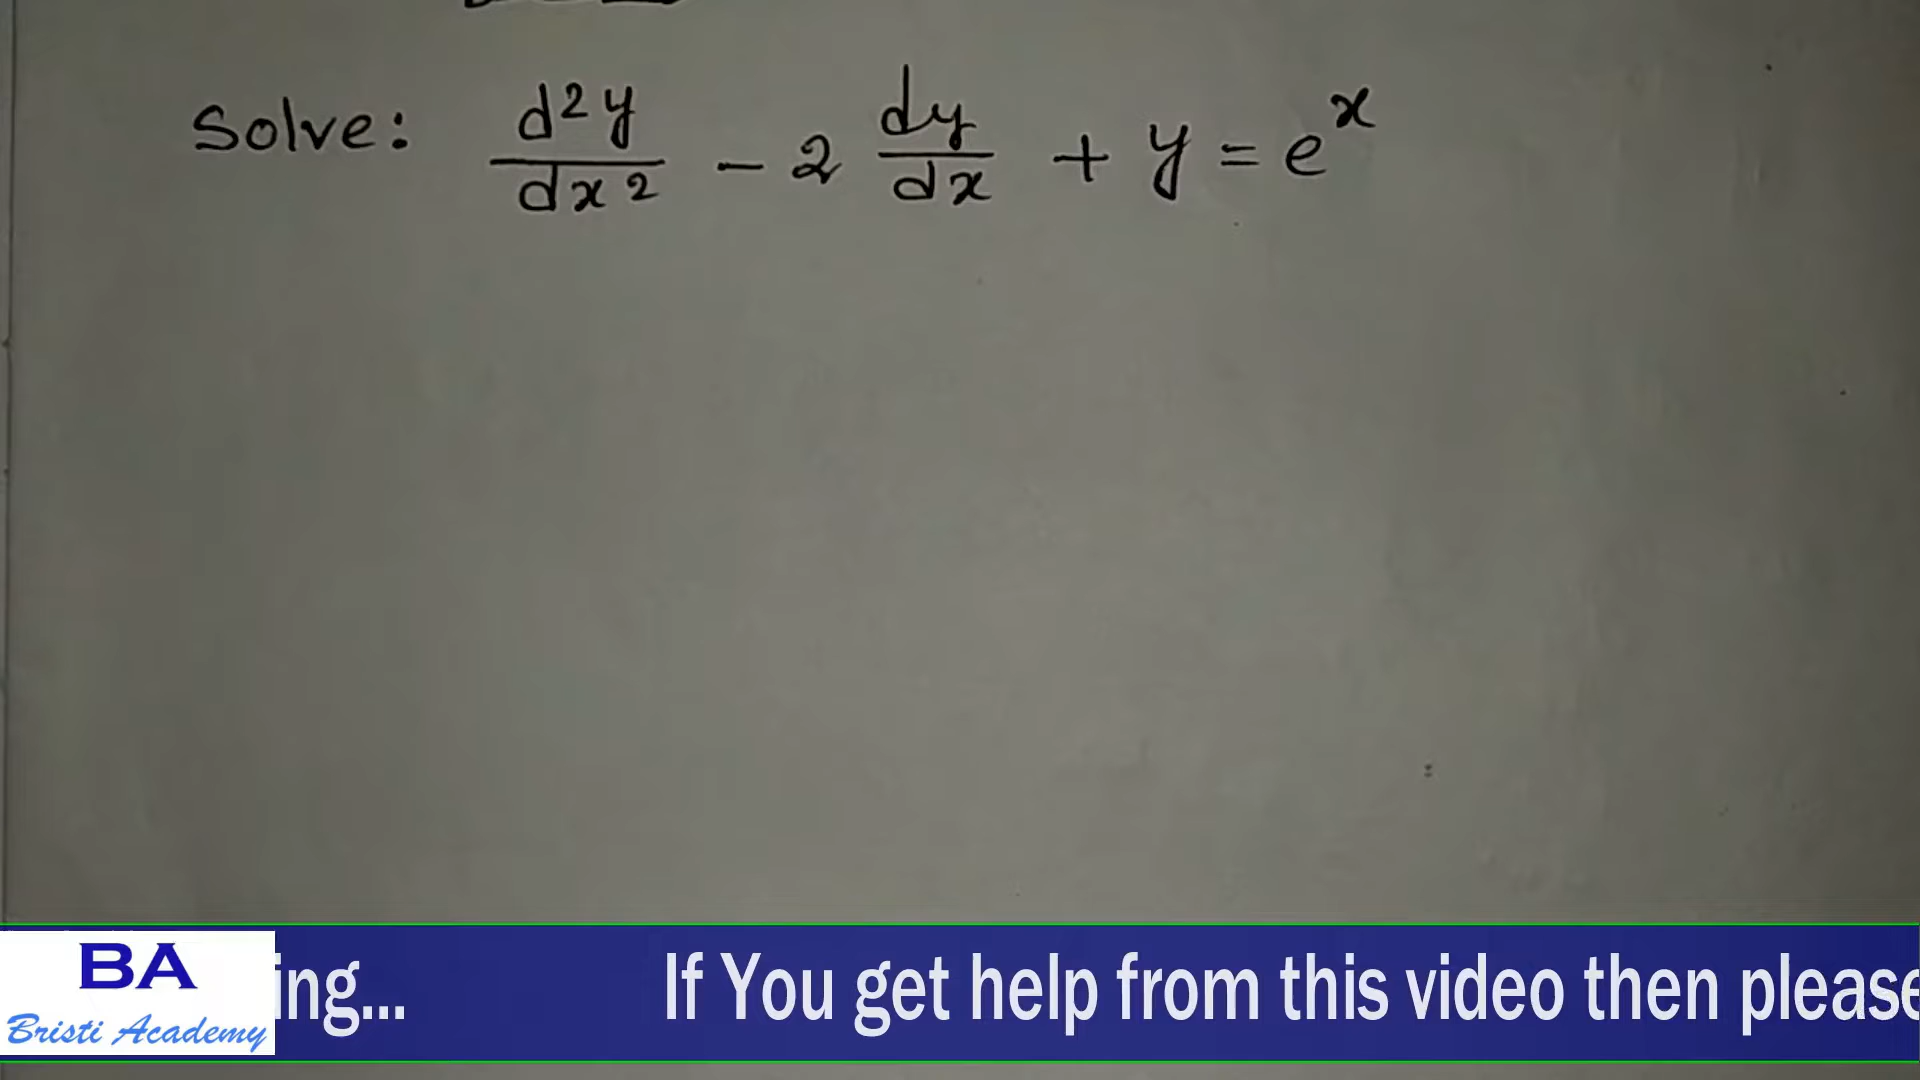 Solve: d²y/dx² - 2 dy/dx + y = eˣ
BA
Bristi Academy
ing... If You get help from this video then please